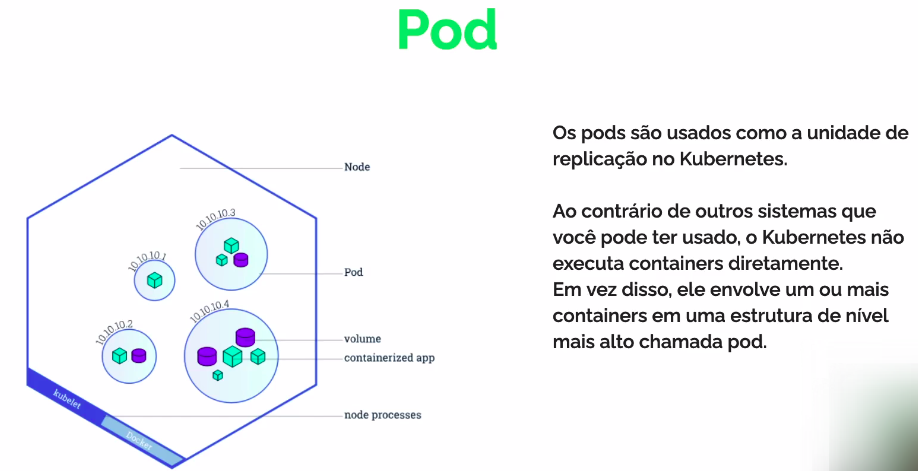 Pod
Os pods são usados como a unidade de
replicação no Kubernetes.
Ao contrário de outros sistemas que
você pode ter usado, o Kubernetes não
executa containers diretamente.
Em vez disso, ele envolve um ou mais
containers em uma estrutura de nível
mais alto chamada pod.
Node
10.10.10.3
10.10.10.1
Pod
10.10.10.4
10.10.10.2
volume
containerized app
kubelet
node processes
Docker